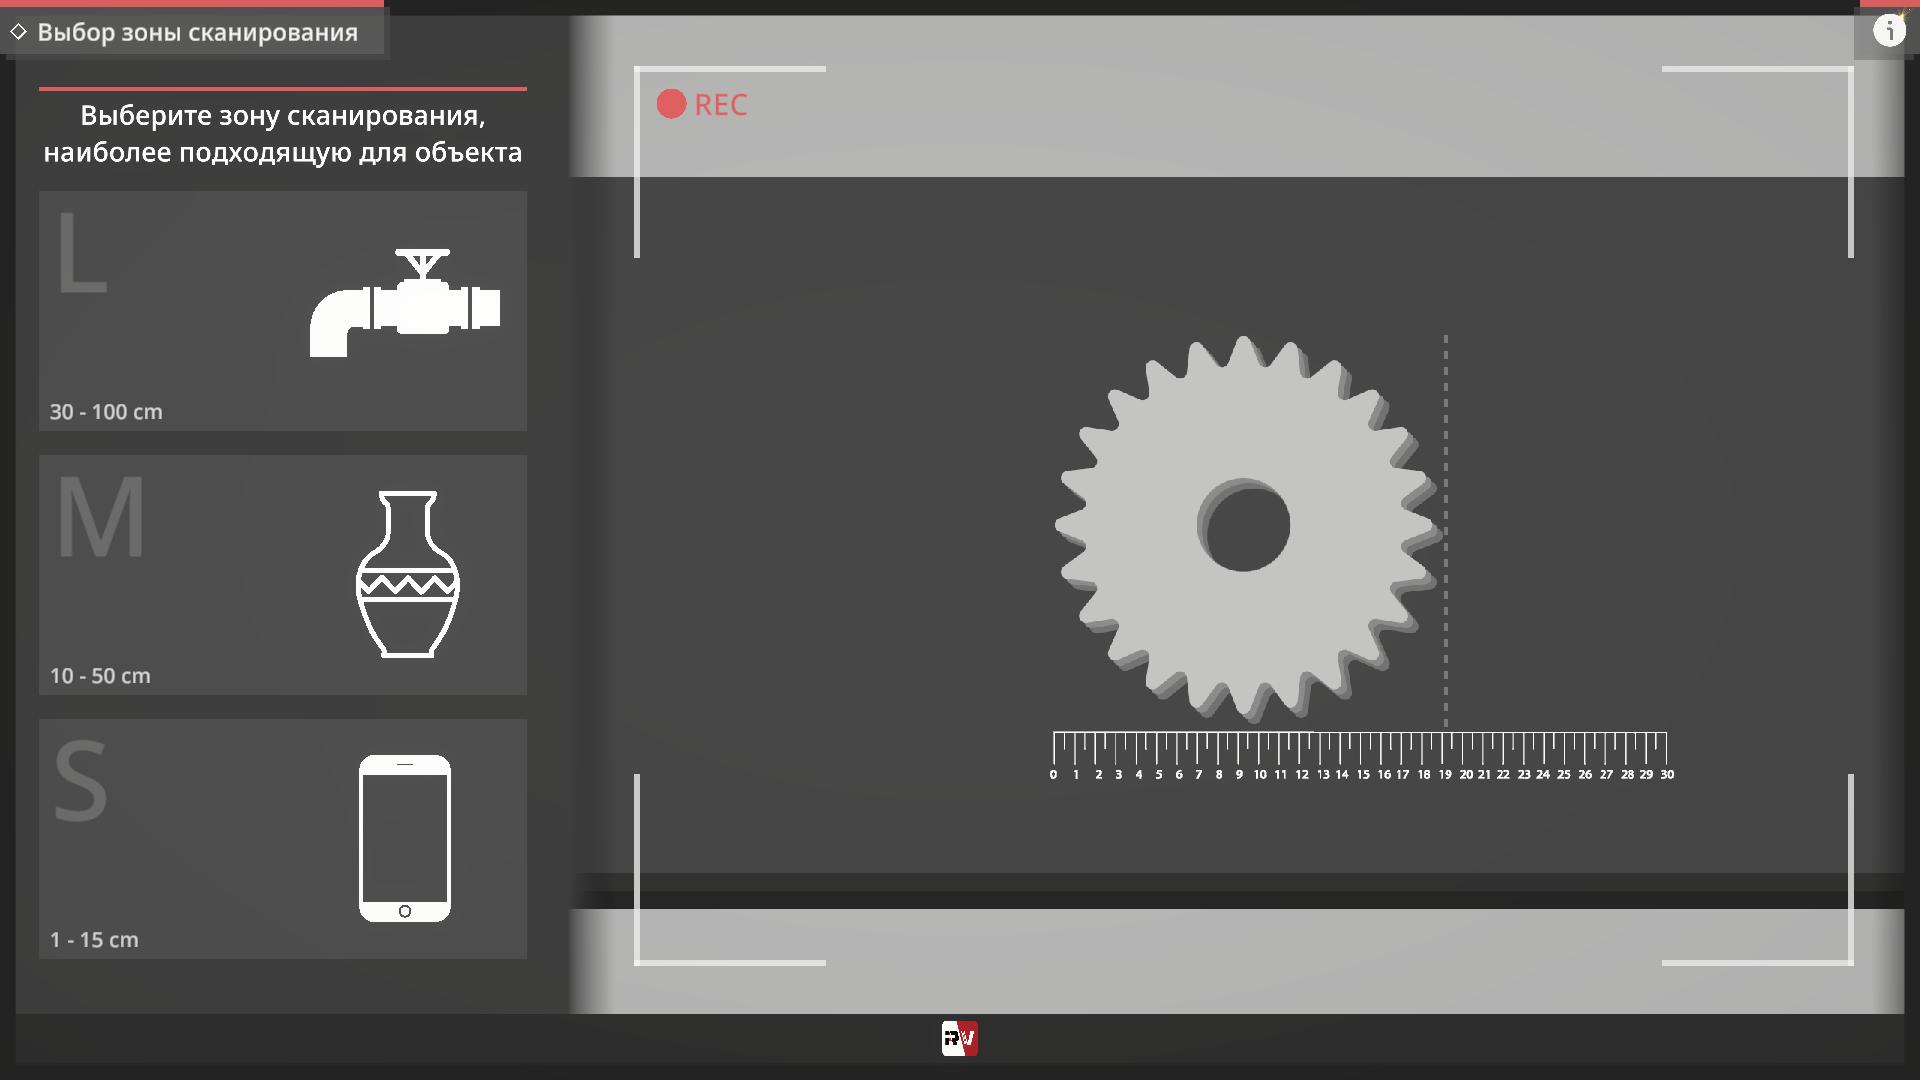 Выбор зоны сканирования
i
REC
Выберите зону сканирования,
наиболее подходящую для объекта
L
30 - 100 cm
M
10 - 50 cm
S
1 - 15 cm
0 1 2 3 4 5 6 7 8 9 10 11 12 13 14 15 16 17 18 19 20 21 22 23 24 25 26 27 28 29 30
RV